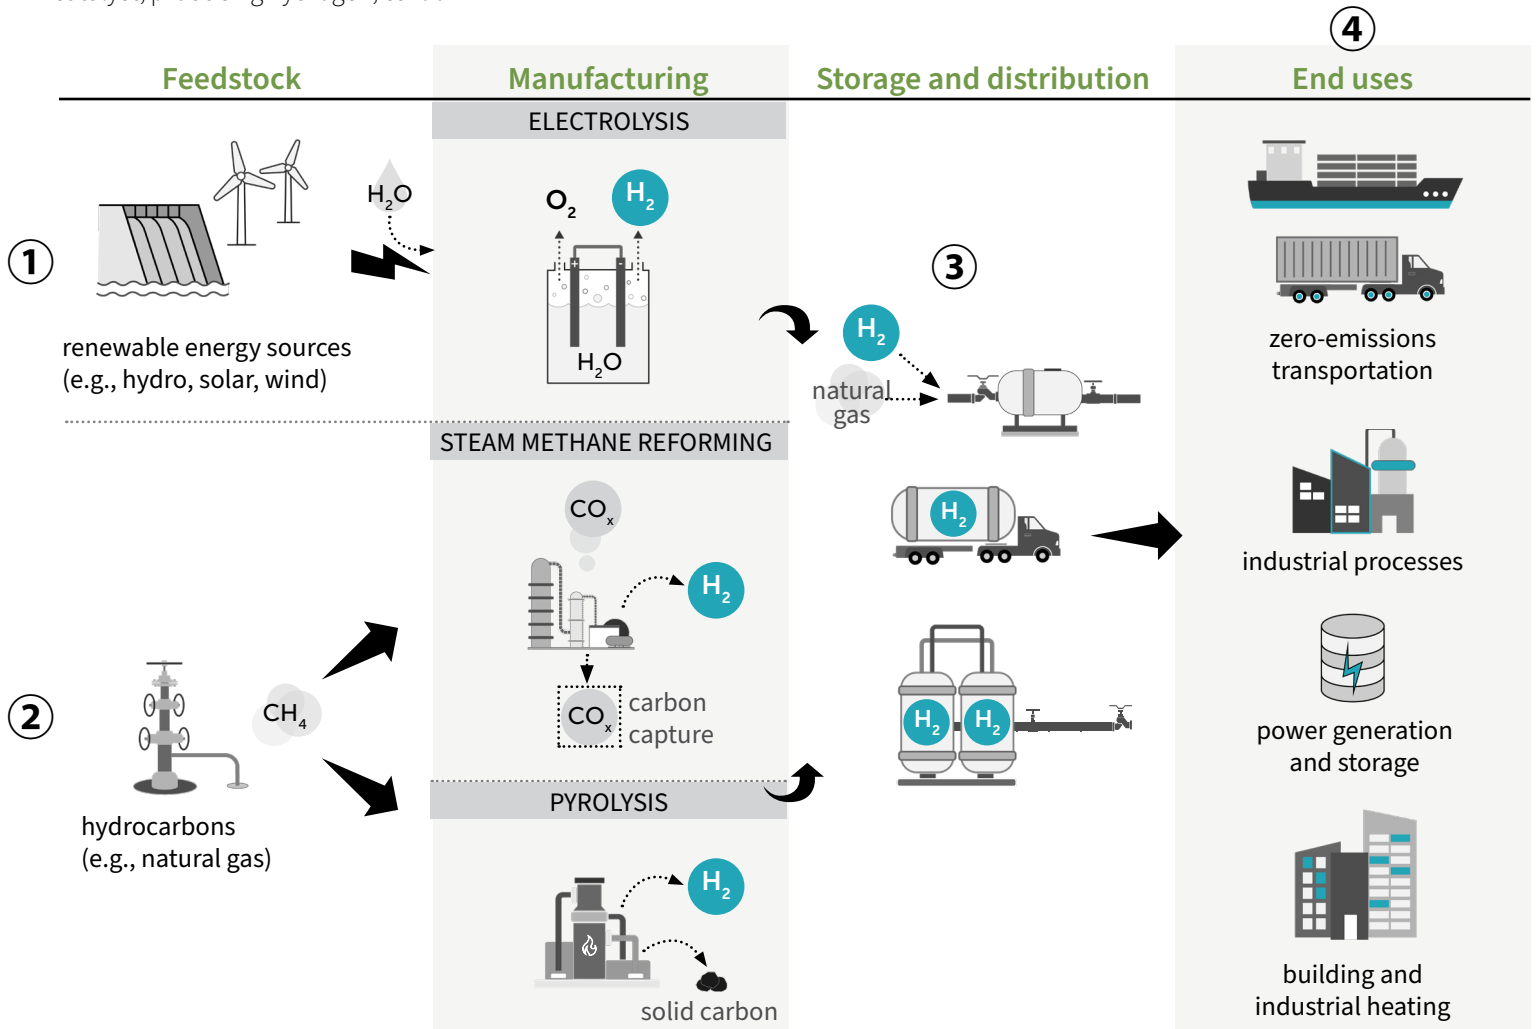 ④
Feedstock
Manufacturing
Storage and distribution
End uses
ELECTROLYSIS
①
H₂O
renewable energy sources
(e.g., hydro, solar, wind)
O₂
H₂
+
-
H₂O
③
H₂
natural
gas
zero-emissions
transportation
STEAM METHANE REFORMING
COₓ
H₂
COₓ
carbon
capture
H₂
industrial processes
②
CH₄
hydrocarbons
(e.g., natural gas)
H₂
H₂
power generation
and storage
PYROLYSIS
H₂
solid carbon
building and
industrial heating